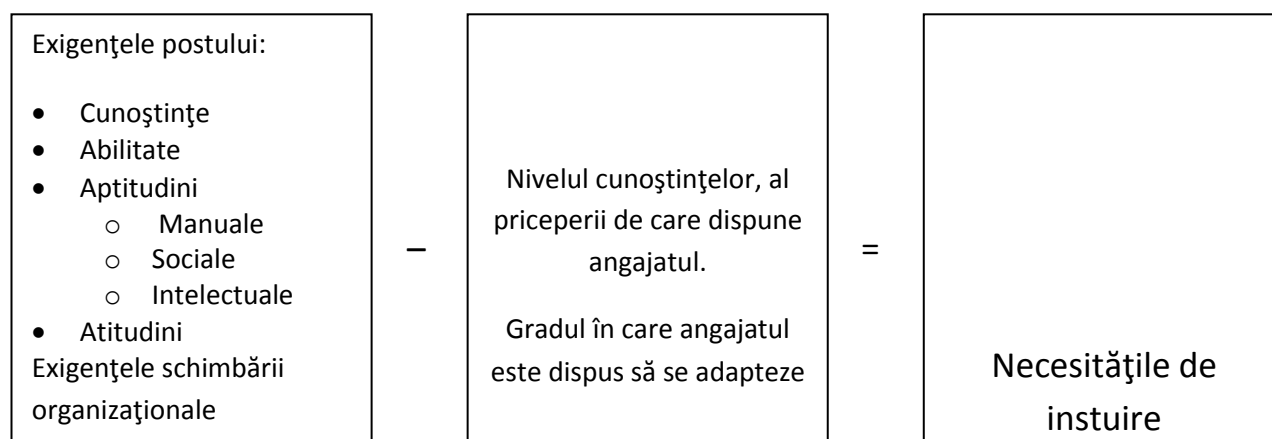 Exigenţele postului:
• Cunoştinţe
• Abilitate
• Aptitudini
o Manuale
o Sociale
o Intelectuale
• Atitudini
Exigenţele schimbării
organizaţionale
–
Nivelul cunoştinţelor, al
priceperii de care dispune
angajatul.
Gradul în care angajatul
este dispus să se adapteze
=
Necesităţile de
instuire